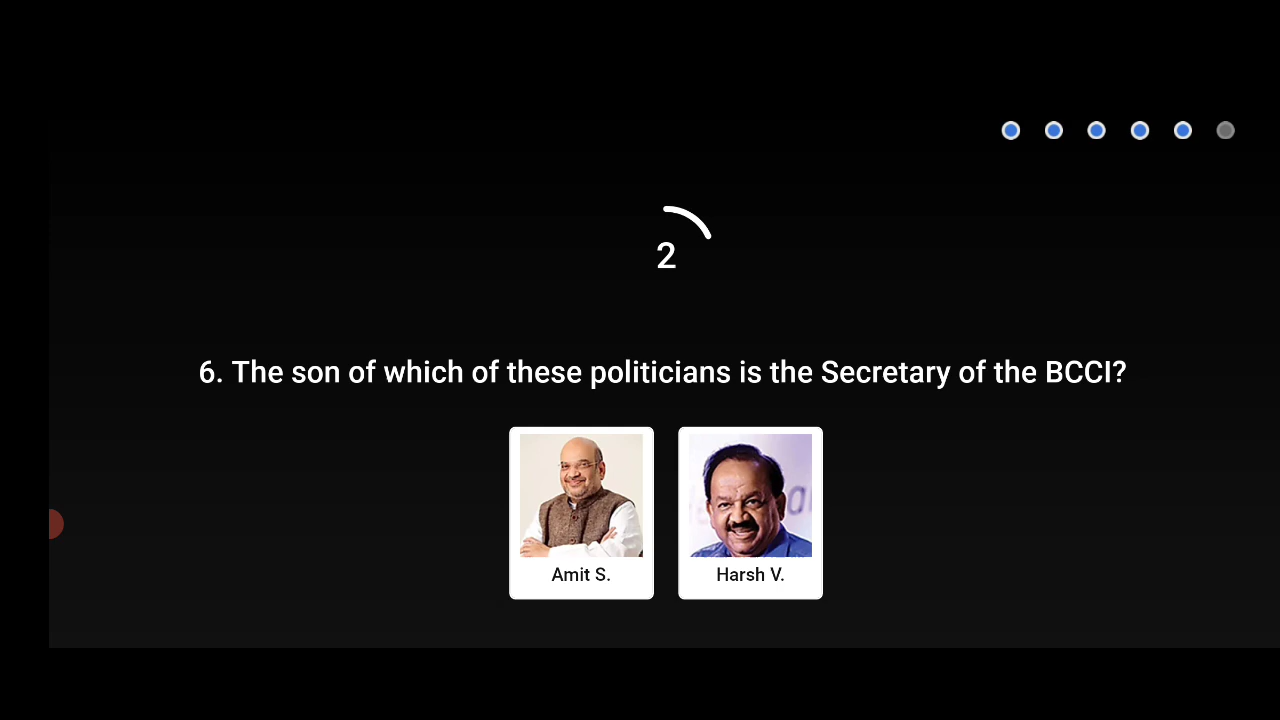 2
6. The son of which of these politicians is the Secretary of the BCCI?
Amit S.
Harsh V.